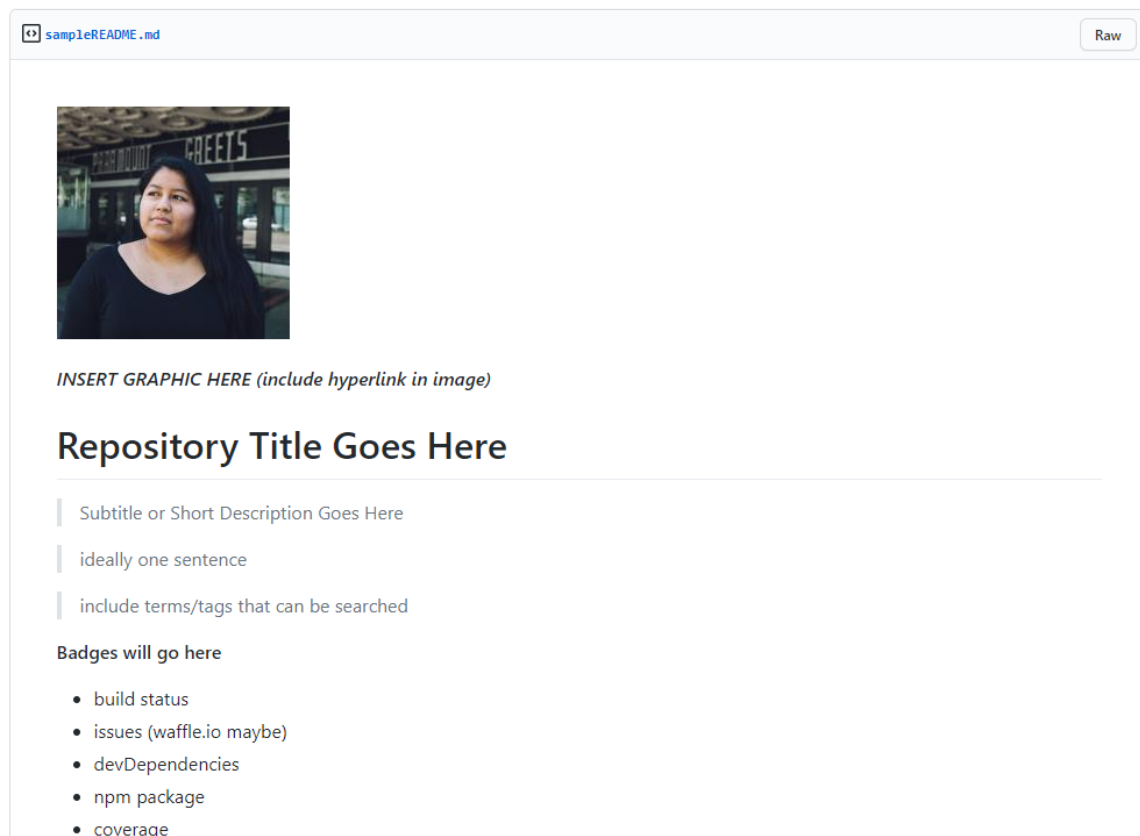 sampleREADME.md
Raw
PARAMOUNT GREETS
INSERT GRAPHIC HERE (include hyperlink in image)
Repository Title Goes Here
Subtitle or Short Description Goes Here
ideally one sentence
include terms/tags that can be searched
Badges will go here
build status
issues (waffle.io maybe)
devDependencies
npm package
coverage